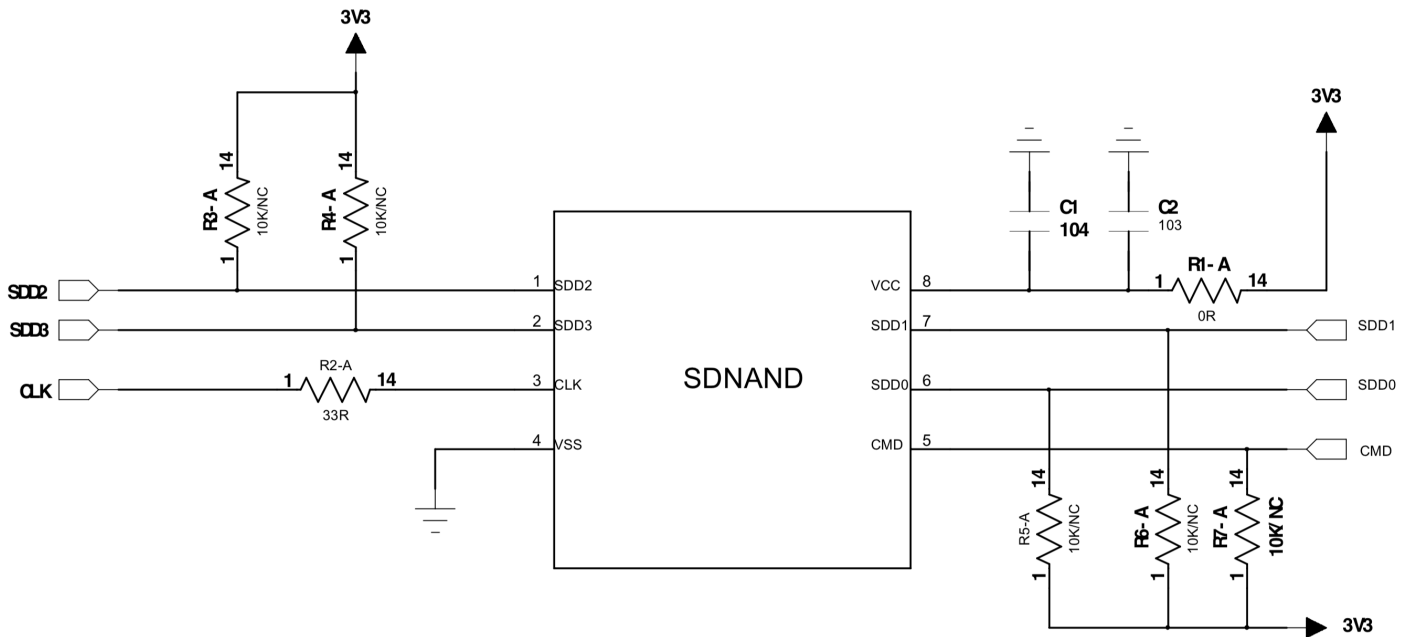 3V3
3V3
14
14
R3-A
10K/NC
R4-A
10K/NC
1
1
C1
104
C2
103
R1-A
1
14
0R
SDD2
1
SDD2
VCC
8
SDD3
2
SDD3
SDD1
7
SDD1
R2-A
CLK
1
14
33R
3
CLK
SDNAND
SDD0
6
SDD0
4
VSS
CMD
5
CMD
14
14
14
R5-A
10K/NC
R6-A
10K/NC
R7-A
10K/NC
1
1
1
3V3